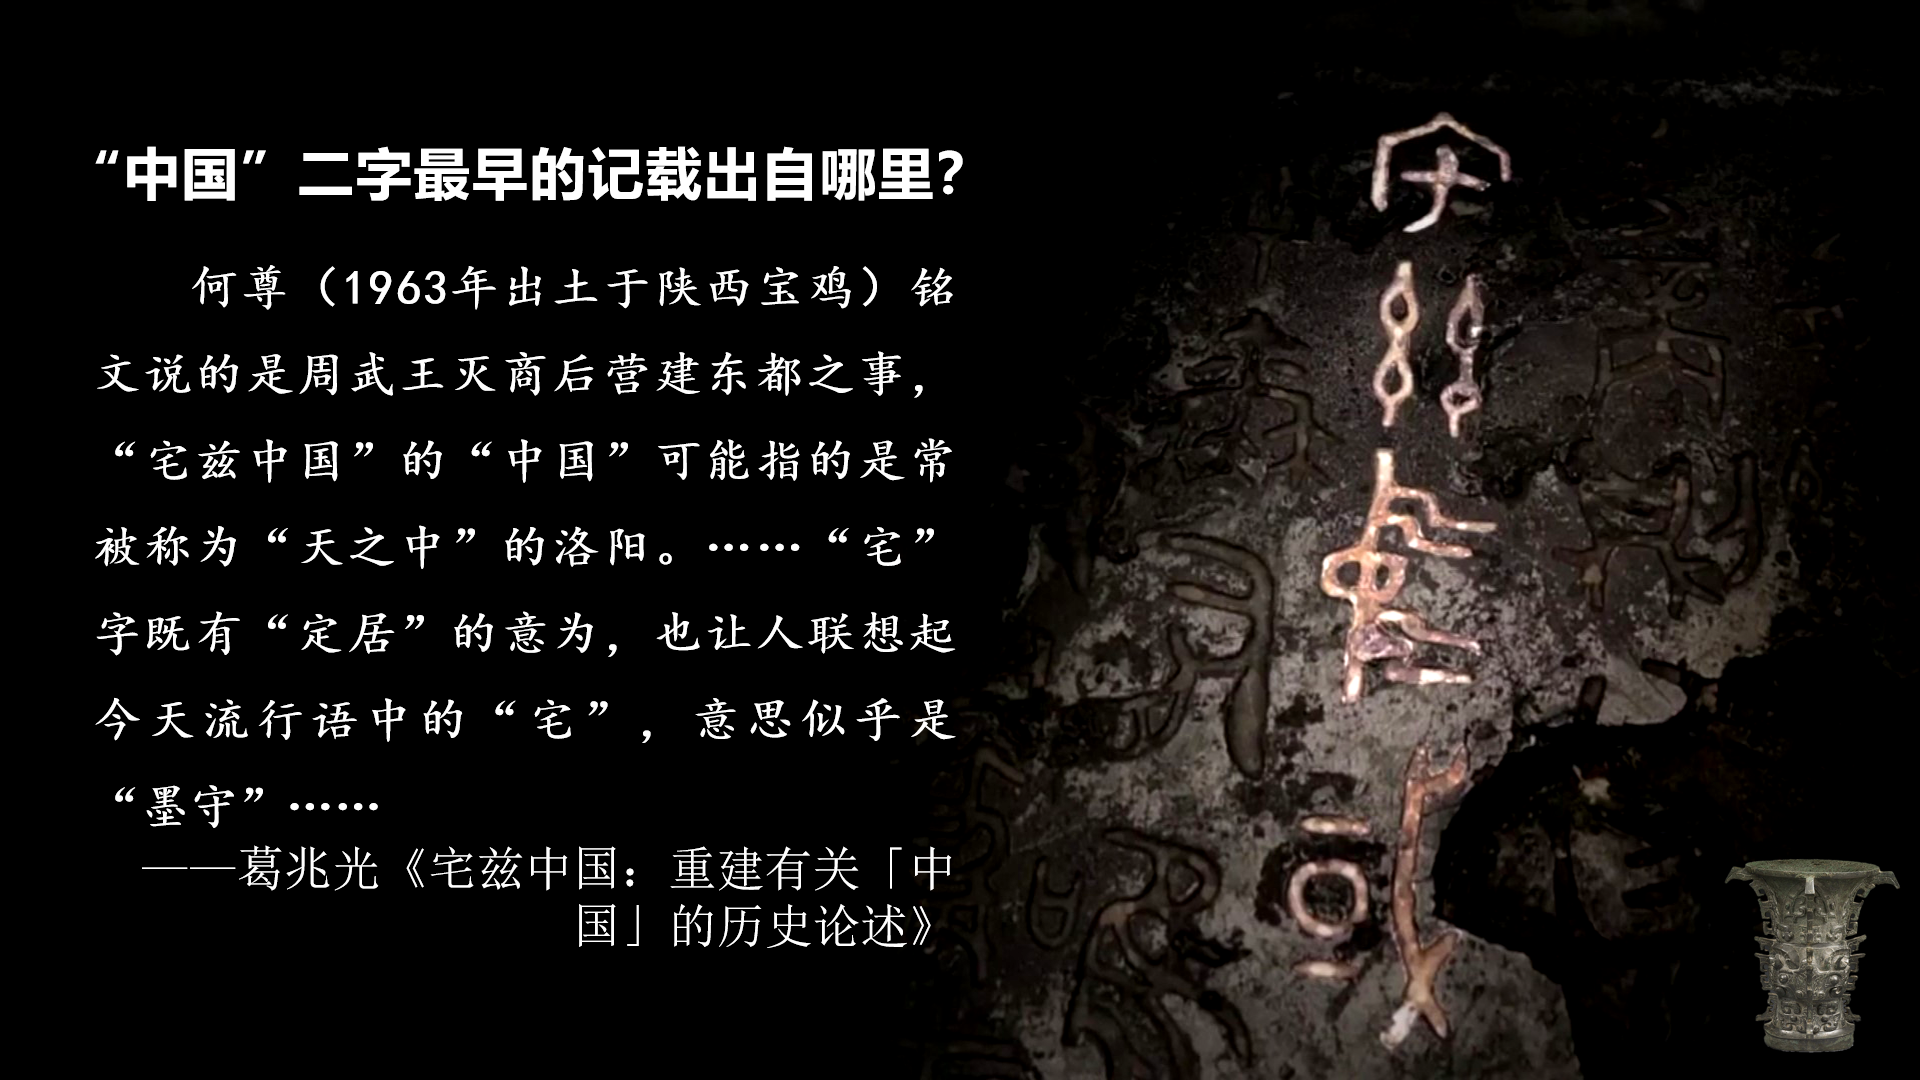 “中国”二字最早的记载出自哪里？
何尊（1963年出土于陕西宝鸡）铭
文说的是周武王灭商后营建东都之事，
“宅兹中国”的“中国”可能指的是常
被称为“天之中”的洛阳。……“宅”
字既有“定居”的意为，也让人联想起
今天流行语中的“宅”，意思似乎是
“墨守”……
——葛兆光《宅兹中国：重建有关「中
国」的历史论述》
宅
兹
中
国